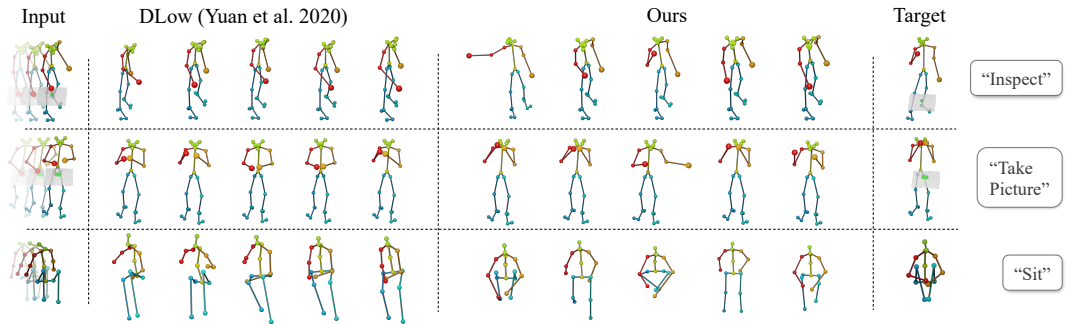 Input
DLow (Yuan et al. 2020)
Ours
Target
“Inspect”
“Take
Picture”
“Sit”